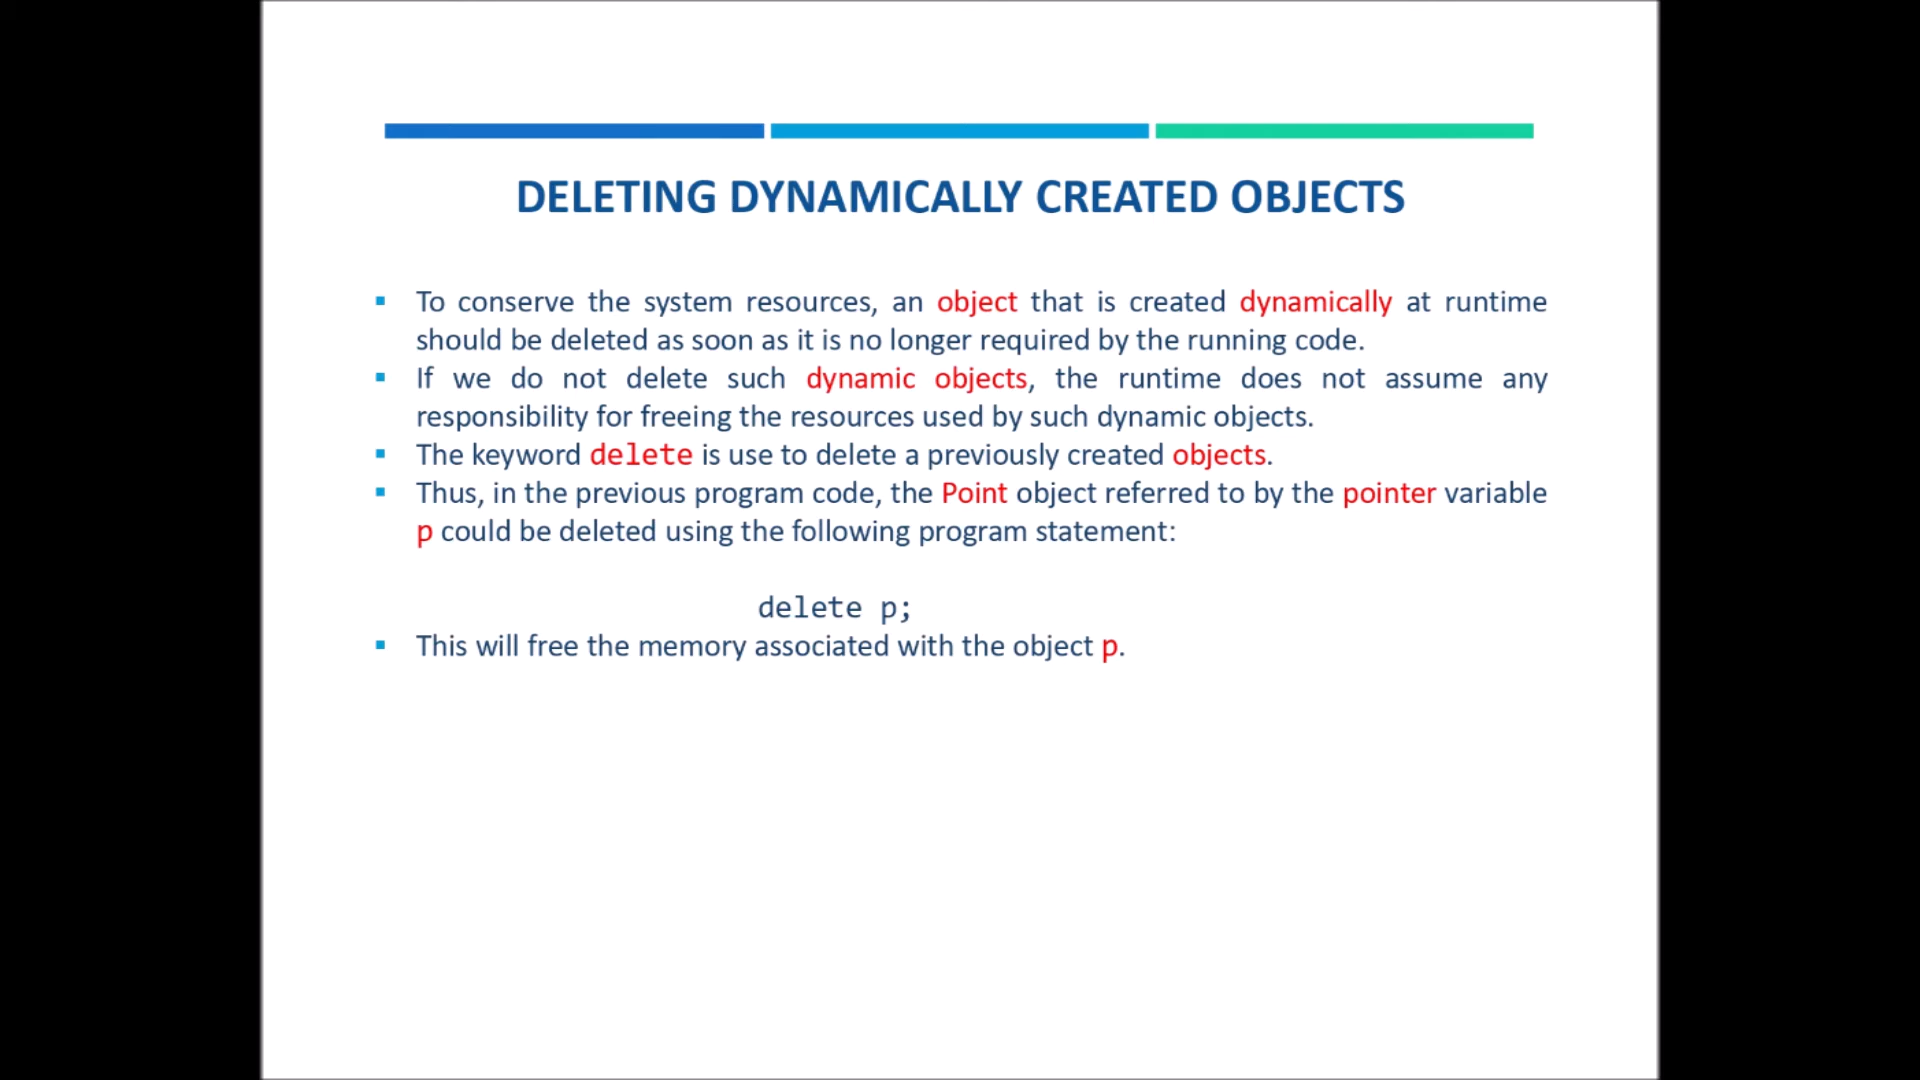 DELETING DYNAMICALLY CREATED OBJECTS
To conserve the system resources, an object that is created dynamically at runtime
should be deleted as soon as it is no longer required by the running code.
If we do not delete such dynamic objects, the runtime does not assume any
responsibility for freeing the resources used by such dynamic objects.
The keyword delete is use to delete a previously created objects.
Thus, in the previous program code, the Point object referred to by the pointer variable
p could be deleted using the following program statement:
delete p;
This will free the memory associated with the object p.